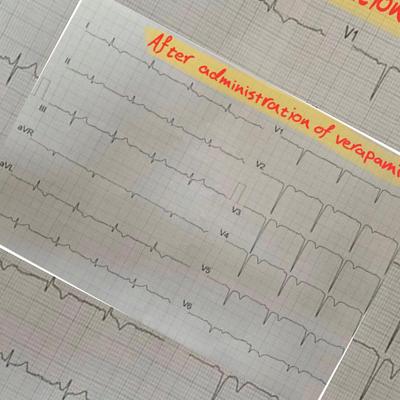 V1
I
After administration of verapami
II
III
aVR
aVL
V1
V2
V3
V4
V5
V6